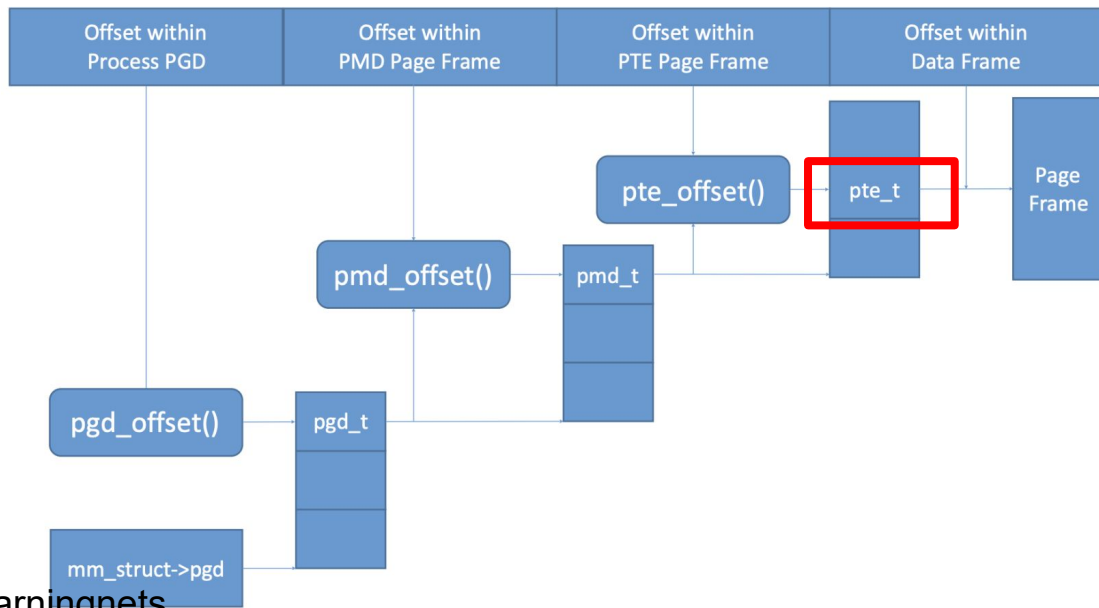 Offset within
Process PGD
Offset within
PMD Page Frame
Offset within
PTE Page Frame
Offset within
Data Frame
pte_offset()
pte_t
Page
Frame
pmd_offset()
pmd_t
pgd_offset()
pgd_t
mm_struct->pgd